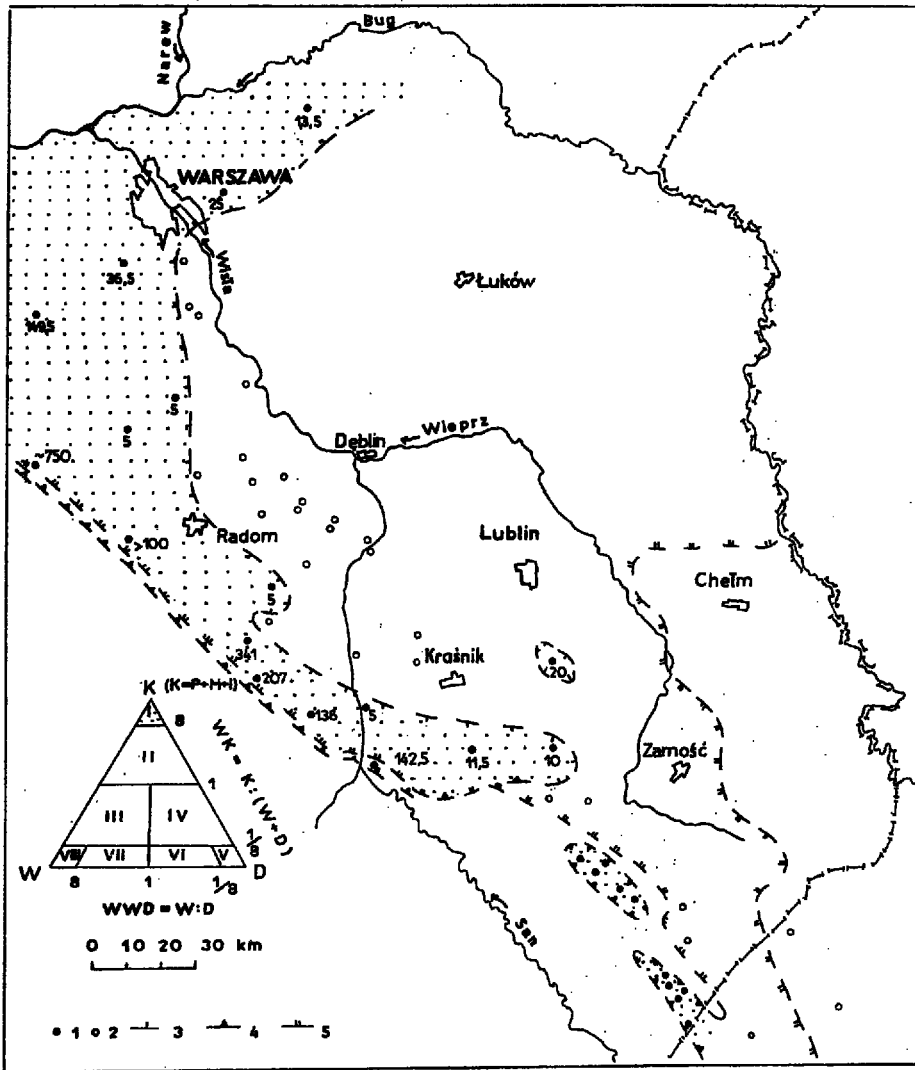 Bug
Narew
13,5
WARSZAWA
25
Wisła
36,5
Łuków
149,5
S
S
Dęblin
Wieprz
~750
Radom
>100
Lublin
Chełm
S
341
Kraśnik
20
207
K (K=P+M+I)
136
5
142,5
11,5
10
Zamość
I
8
II
WK = K:(W+D)
1
III
IV
1/8
VIII
VII
VI
V
W
D
8
1
1/8
WWD = W:D
San
0 10 20 30 km
1 2 3 4 5